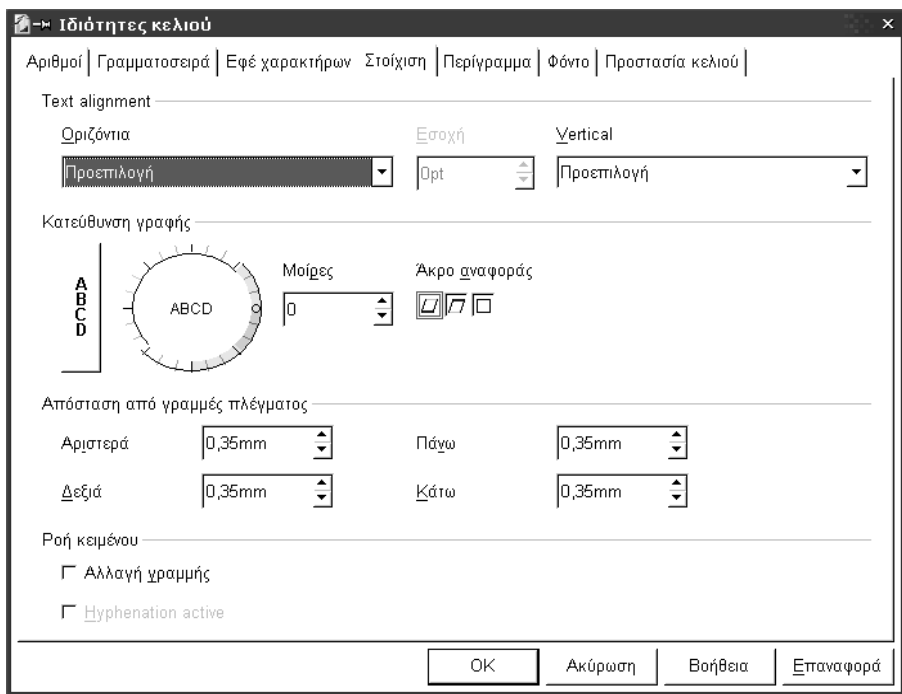 Ιδιότητες κελιού
Αριθμοί Γραμματοσειρά Εφέ χαρακτήρων Στοίχιση Περίγραμμα Φόντο Προστασία κελιού
Text alignment
Οριζόντια Εσοχή Vertical
Προεπιλογή 0pt Προεπιλογή
Κατεύθυνση γραφής
ABCD ABCD Μοίρες Άκρο αναφοράς
0
Απόσταση από γραμμές πλέγματος
Αριστερά 0,35mm Πάνω 0,35mm
Δεξιά 0,35mm Κάτω 0,35mm
Ροή κειμένου
Αλλαγή γραμμής
Hyphenation active
OK Ακύρωση Βοήθεια Επαναφορά